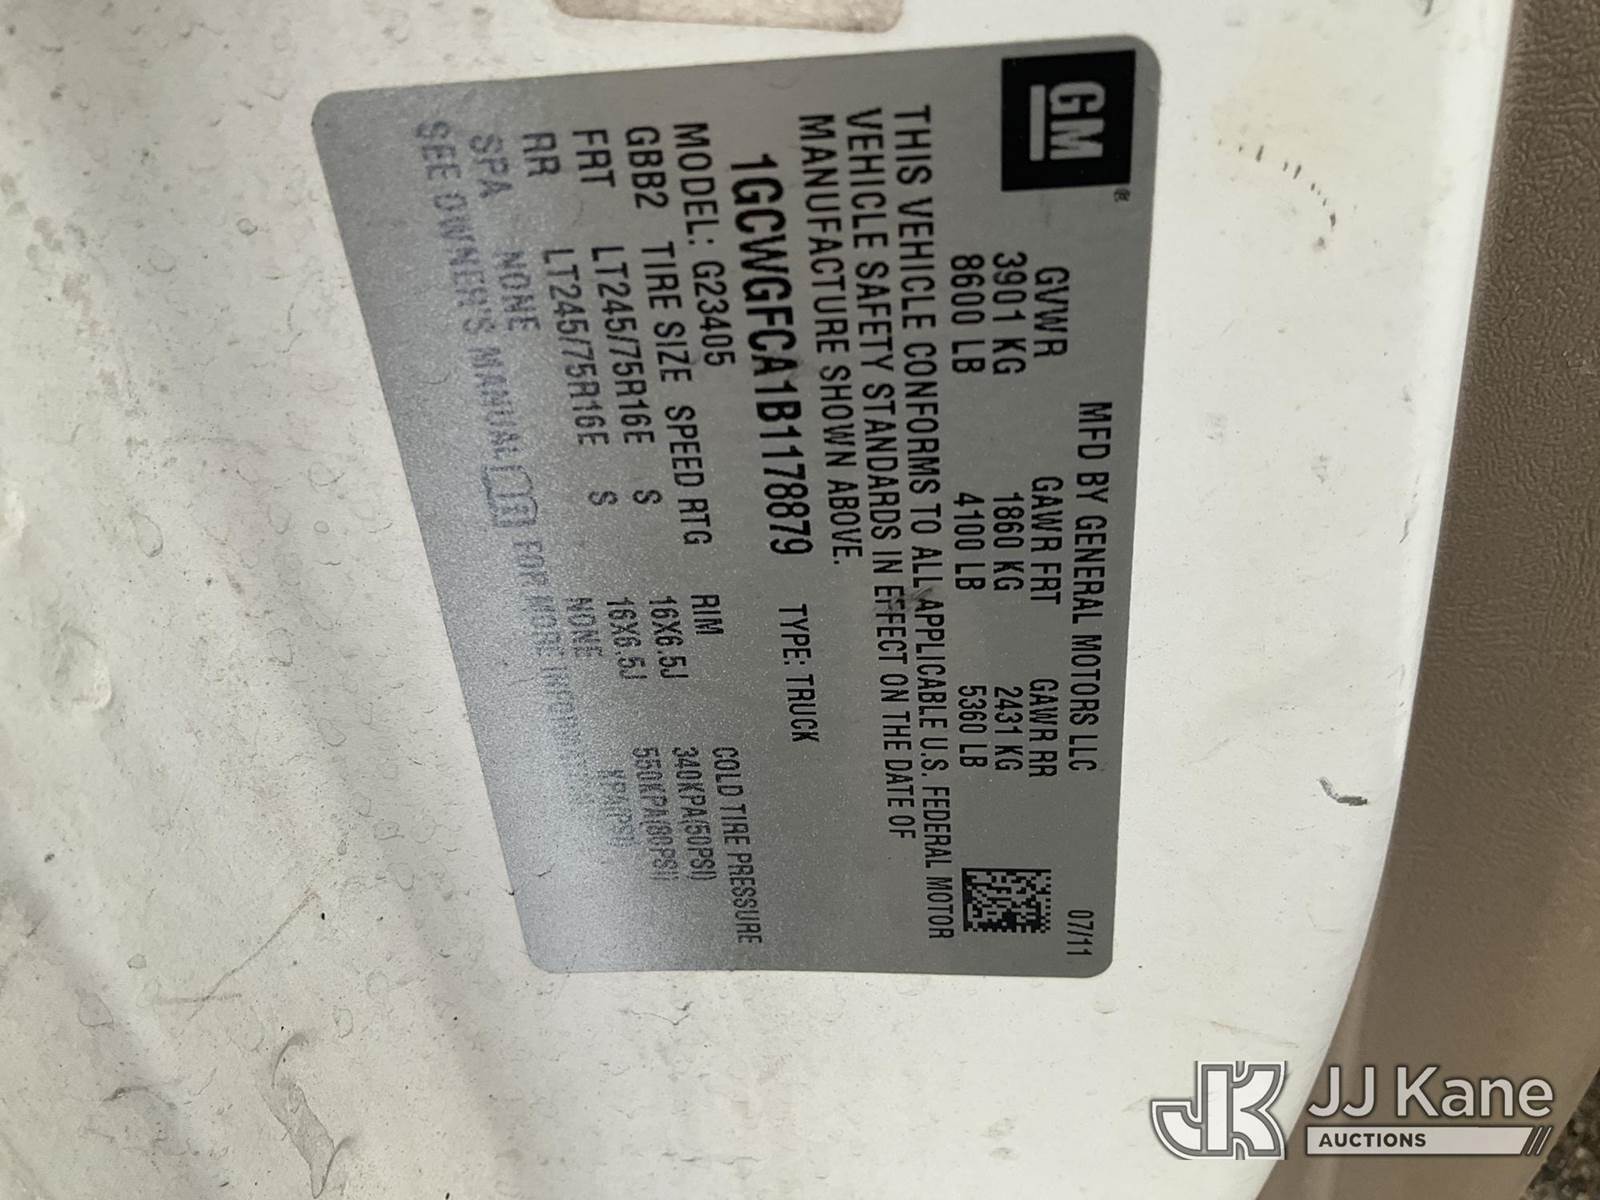 GM®
MFD BY GENERAL MOTORS LLC 07/11
GVWR GAWR FRT GAWR RR
3901 KG 1860 KG 2431 KG
8600 LB 4100 LB 5360 LB
THIS VEHICLE CONFORMS TO ALL APPLICABLE U.S. FEDERAL MOTOR
VEHICLE SAFETY STANDARDS IN EFFECT ON THE DATE OF
MANUFACTURE SHOWN ABOVE.
1GCWGFCA1B1178879 TYPE: TRUCK
MODEL: G23405
GBB2 TIRE SIZE SPEED RTG RIM COLD TIRE PRESSURE
FRT LT245/75R16E S 16X6.5J 340KPA(50PSI)
RR LT245/75R16E S 16X6.5J 550KPA(80PSI)
SPA NONE NONE KPA(PSI)
SEE OWNER'S MANUAL FOR MORE INFORMATION
JK JJ Kane
AUCTIONS